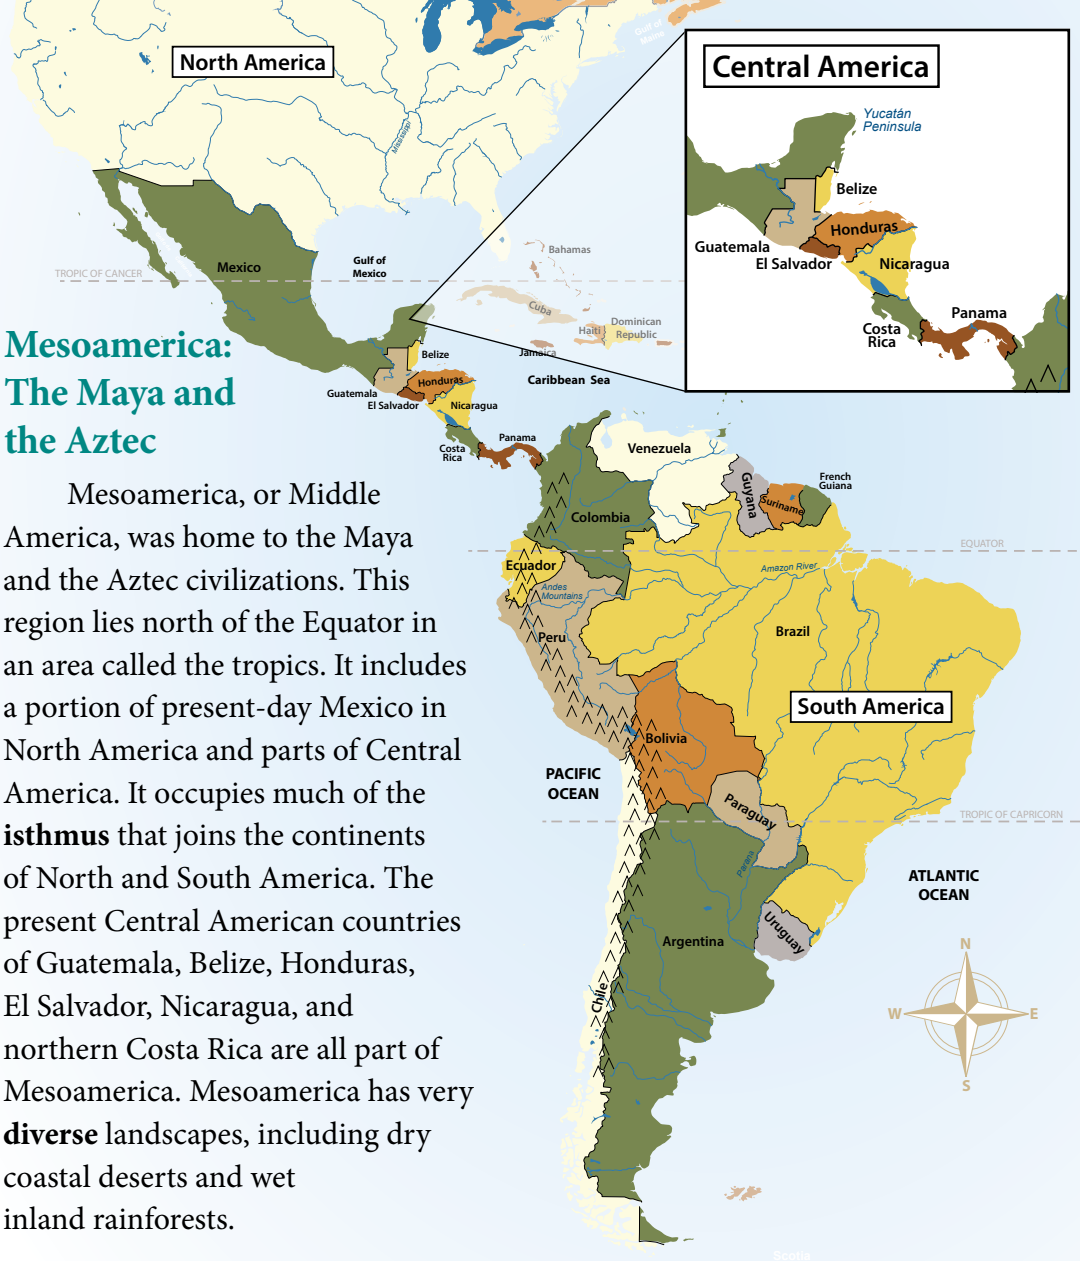 North America
Gulf of
Maine
Mississippi
Central America
Yucatán
Peninsula
Belize
Honduras
Guatemala
El Salvador
Nicaragua
Costa
Rica
Panama
TROPIC OF CANCER
Mexico
Gulf of
Mexico
Bahamas
Cuba
Haiti
Dominican
Republic
Jamaica
Caribbean Sea
Belize
Honduras
Guatemala
El Salvador
Nicaragua
Costa
Rica
Panama
Mesoamerica:
The Maya and
the Aztec
Mesoamerica, or Middle
America, was home to the Maya
and the Aztec civilizations. This
region lies north of the Equator in
an area called the tropics. It includes
a portion of present-day Mexico in
North America and parts of Central
America. It occupies much of the
isthmus that joins the continents
of North and South America. The
present Central American countries
of Guatemala, Belize, Honduras,
El Salvador, Nicaragua, and
northern Costa Rica are all part of
Mesoamerica. Mesoamerica has very
diverse landscapes, including dry
coastal deserts and wet
inland rainforests.
Venezuela
Guyana
Suriname
French
Guiana
Colombia
EQUATOR
Ecuador
Amazon River
Andes
Mountains
Peru
Brazil
South America
Bolivia
PACIFIC
OCEAN
Paraguay
TROPIC OF CAPRICORN
Parana
ATLANTIC
OCEAN
Uruguay
Argentina
Chile
N
W
E
S
Scotia